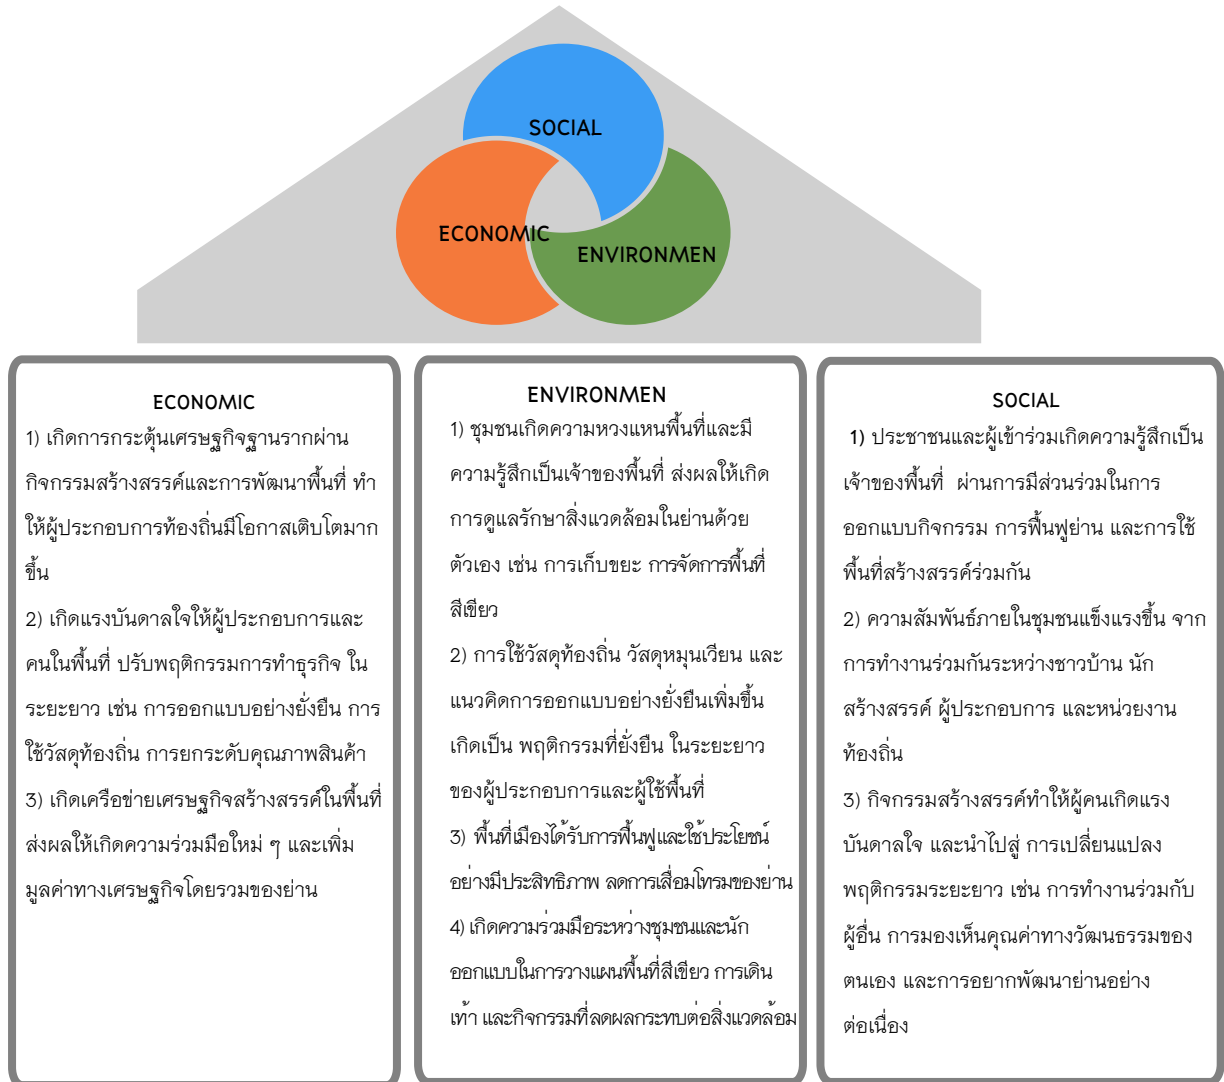 SOCIAL
ECONOMIC
ENVIRONMEN
ECONOMIC
1) เกิดการกระตุ้นเศรษฐกิจฐานรากผ่าน
กิจกรรมสร้างสรรค์และการพัฒนาพื้นที่ ทำ
ให้ผู้ประกอบการท้องถิ่นมีโอกาสเติบโตมาก
ขึ้น
2) เกิดแรงบันดาลใจให้ผู้ประกอบการและ
คนในพื้นที่ ปรับพฤติกรรมการทำธุรกิจ ใน
ระยะยาว เช่น การออกแบบอย่างยั่งยืน การ
ใช้วัสดุท้องถิ่น การยกระดับคุณภาพสินค้า
3) เกิดเครือข่ายเศรษฐกิจสร้างสรรค์ในพื้นที่
ส่งผลให้เกิดความร่วมมือใหม่ ๆ และเพิ่ม
มูลค่าทางเศรษฐกิจโดยรวมของย่าน
ENVIRONMEN
1) ชุมชนเกิดความหวงแหนพื้นที่และมี
ความรู้สึกเป็นเจ้าของพื้นที่ ส่งผลให้เกิด
การดูแลรักษาสิ่งแวดล้อมในย่านด้วย
ตัวเอง เช่น การเก็บขยะ การจัดการพื้นที่
สีเขียว
2) การใช้วัสดุท้องถิ่น วัสดุหมุนเวียน และ
แนวคิดการออกแบบอย่างยั่งยืนเพิ่มขึ้น
เกิดเป็น พฤติกรรมที่ยั่งยืน ในระยะยาว
ของผู้ประกอบการและผู้ใช้พื้นที่
3) พื้นที่เมืองได้รับการฟื้นฟูและใช้ประโยชน์
อย่างมีประสิทธิภาพ ลดการเสื่อมโทรมของย่าน
4) เกิดความร่วมมือระหว่างชุมชนและนัก
ออกแบบในการวางแผนพื้นที่สีเขียว การเดิน
เท้า และกิจกรรมที่ลดผลกระทบต่อสิ่งแวดล้อม
SOCIAL
1) ประชาชนและผู้เข้าร่วมเกิดความรู้สึกเป็น
เจ้าของพื้นที่ ผ่านการมีส่วนร่วมในการ
ออกแบบกิจกรรม การฟื้นฟูย่าน และการใช้
พื้นที่สร้างสรรค์ร่วมกัน
2) ความสัมพันธ์ภายในชุมชนแข็งแรงขึ้น จาก
การทำงานร่วมกันระหว่างชาวบ้าน นัก
สร้างสรรค์ ผู้ประกอบการ และหน่วยงาน
ท้องถิ่น
3) กิจกรรมสร้างสรรค์ทำให้ผู้คนเกิดแรง
บันดาลใจ และนำไปสู่ การเปลี่ยนแปลง
พฤติกรรมระยะยาว เช่น การทำงานร่วมกับ
ผู้อื่น การมองเห็นคุณค่าทางวัฒนธรรมของ
ตนเอง และการอยากพัฒนาย่านอย่าง
ต่อเนื่อง